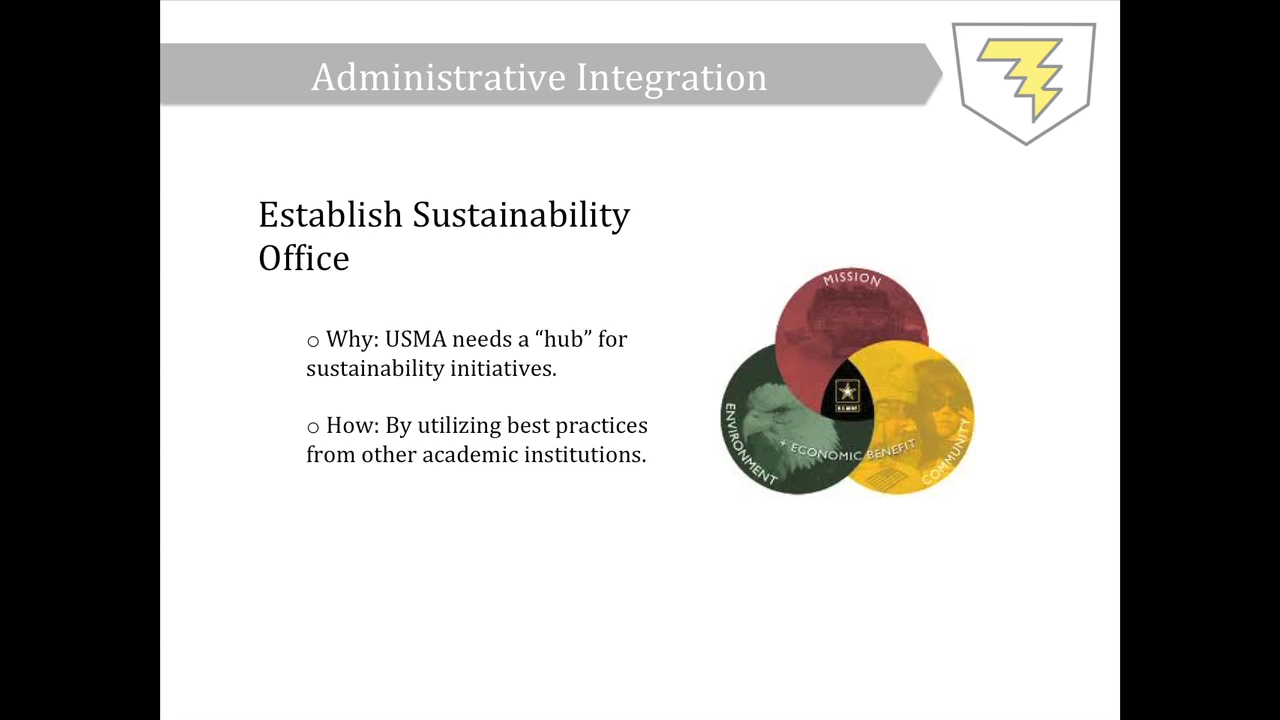 Administrative Integration
Establish Sustainability
Office
o Why: USMA needs a “hub” for
sustainability initiatives.
o How: By utilizing best practices
from other academic institutions.
MISSION
ENVIRONMENT
COMMUNITY
+ ECONOMIC BENEFIT
U.S.ARMY